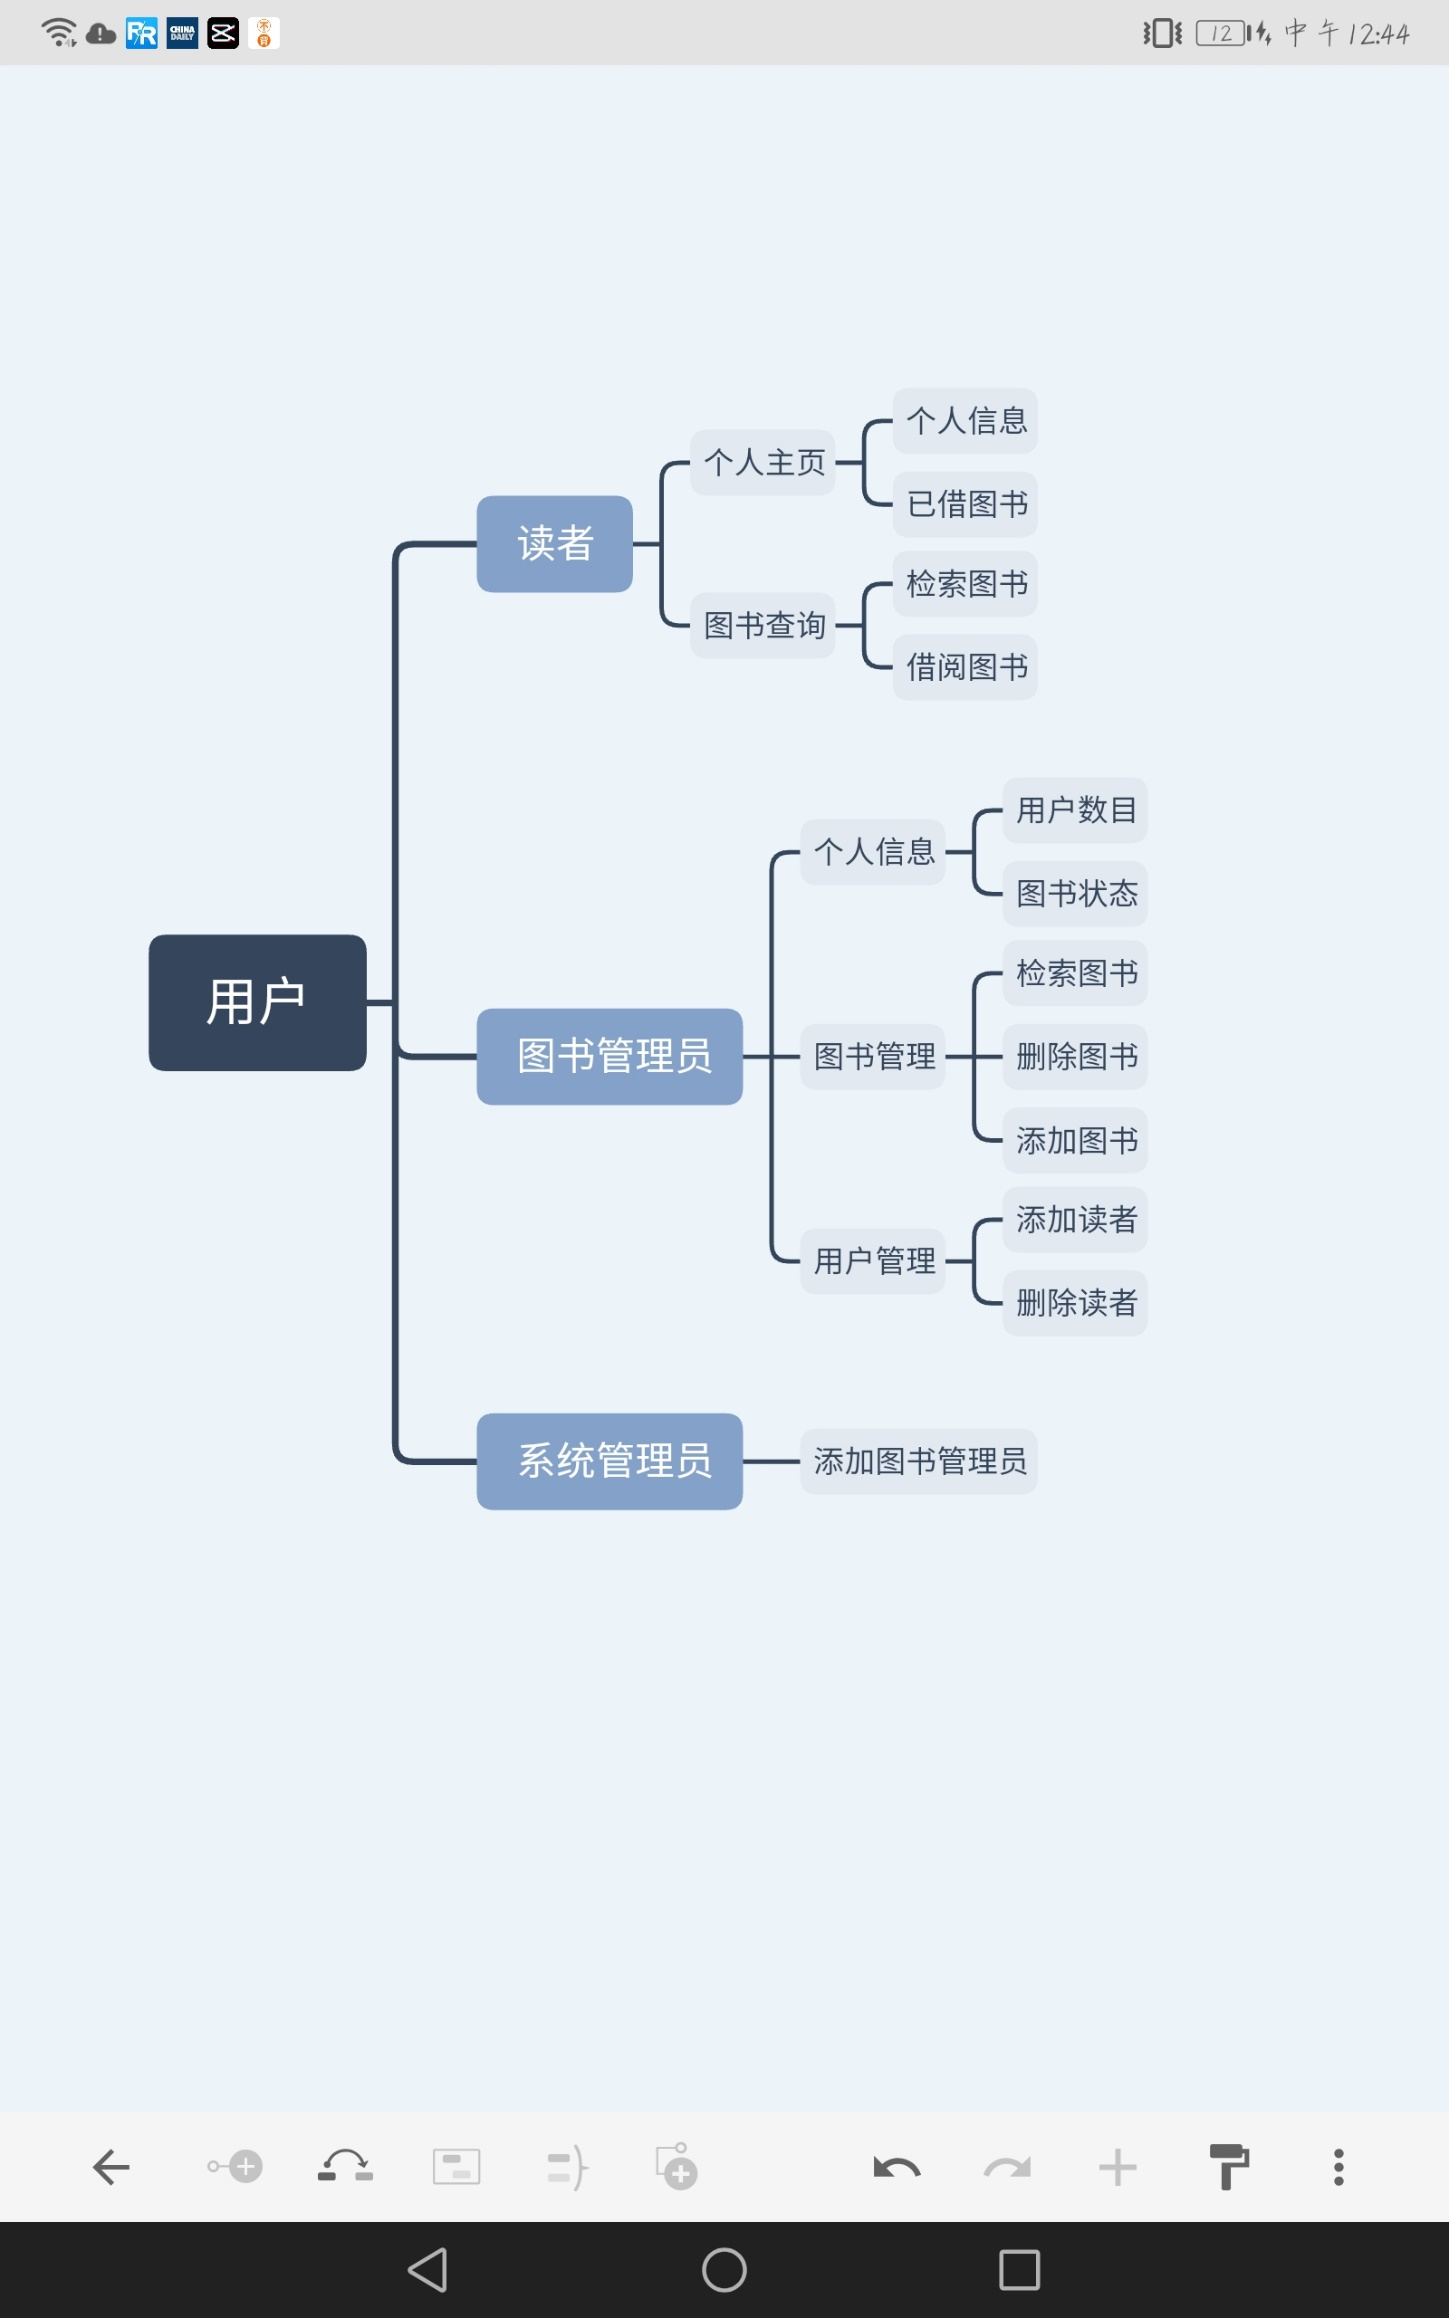 12 中午12:44
CHINA DAILY
个人信息
个人主页
已借图书
读者
检索图书
图书查询
借阅图书
用户数目
个人信息
图书状态
检索图书
用户
图书管理员
图书管理
删除图书
添加图书
添加读者
用户管理
删除读者
系统管理员
添加图书管理员